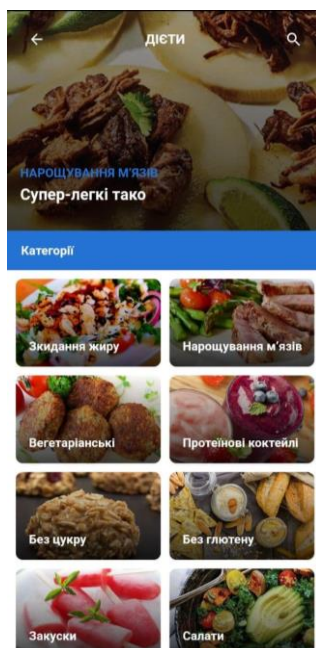 ДІЄТИ
НАРОЩУВАННЯ М'ЯЗІВ
Супер-легкі тако
Категорії
Зкидання жиру
Нарощування м'язів
Вегетаріанські
Протеїнові коктейлі
Без цукру
Без глютену
Закуски
Салати